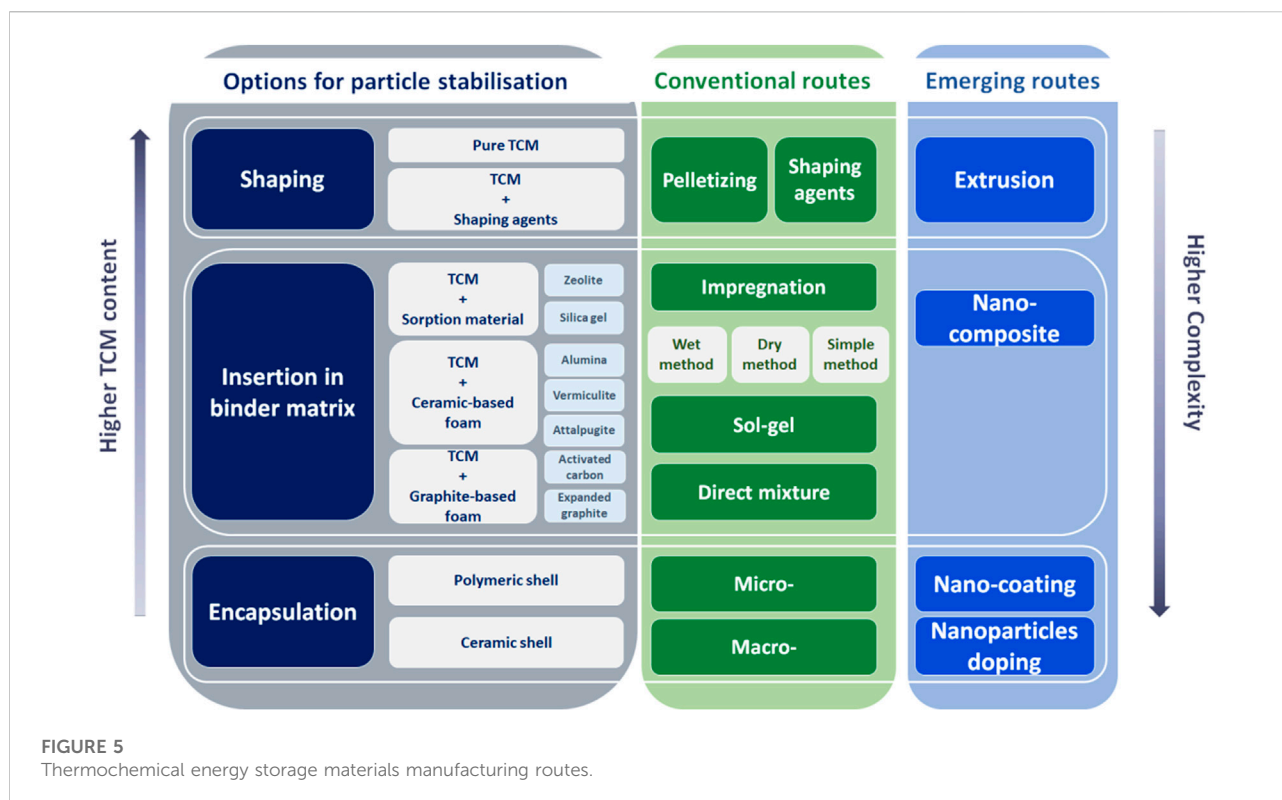 Options for particle stabilisation
Conventional routes
Emerging routes
Higher TCM content
Shaping
Pure TCM
TCM
+
Shaping agents
Pelletizing
Shaping
agents
Extrusion
Insertion in
binder matrix
TCM
+
Sorption material
Zeolite
Silica gel
TCM
+
Ceramic-based
foam
Alumina
Vermiculite
Attalpugite
TCM
+
Graphite-based
foam
Activated
carbon
Expanded
graphite
Impregnation
Wet
method
Dry
method
Simple
method
Sol-gel
Direct mixture
Nano-
composite
Encapsulation
Polymeric shell
Ceramic shell
Micro-
Macro-
Nano-coating
Nanoparticles
doping
Higher Complexity
FIGURE 5
Thermochemical energy storage materials manufacturing routes.